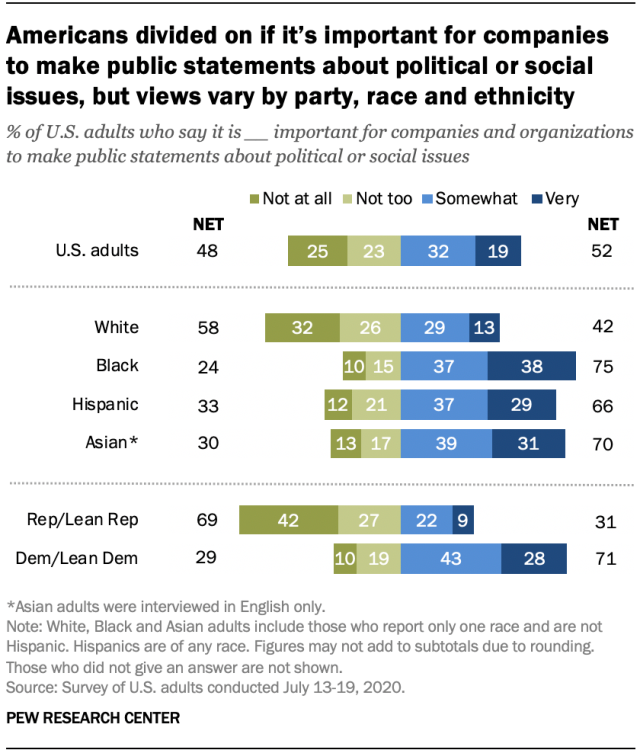 Americans divided on if it's important for companies
to make public statements about political or social
issues, but views vary by party, race and ethnicity
% of U.S. adults who say it is __ important for companies and organizations
to make public statements about political or social issues
Not at all Not too Somewhat Very
NET NET
U.S. adults 48 25 23 32 19 52
White 58 32 26 29 13 42
Black 24 10 15 37 38 75
Hispanic 33 12 21 37 29 66
Asian* 30 13 17 39 31 70
Rep/Lean Rep 69 42 27 22 9 31
Dem/Lean Dem 29 10 19 43 28 71
*Asian adults were interviewed in English only.
Note: White, Black and Asian adults include those who report only one race and are not
Hispanic. Hispanics are of any race. Figures may not add to subtotals due to rounding.
Those who did not give an answer are not shown.
Source: Survey of U.S. adults conducted July 13-19, 2020.
PEW RESEARCH CENTER